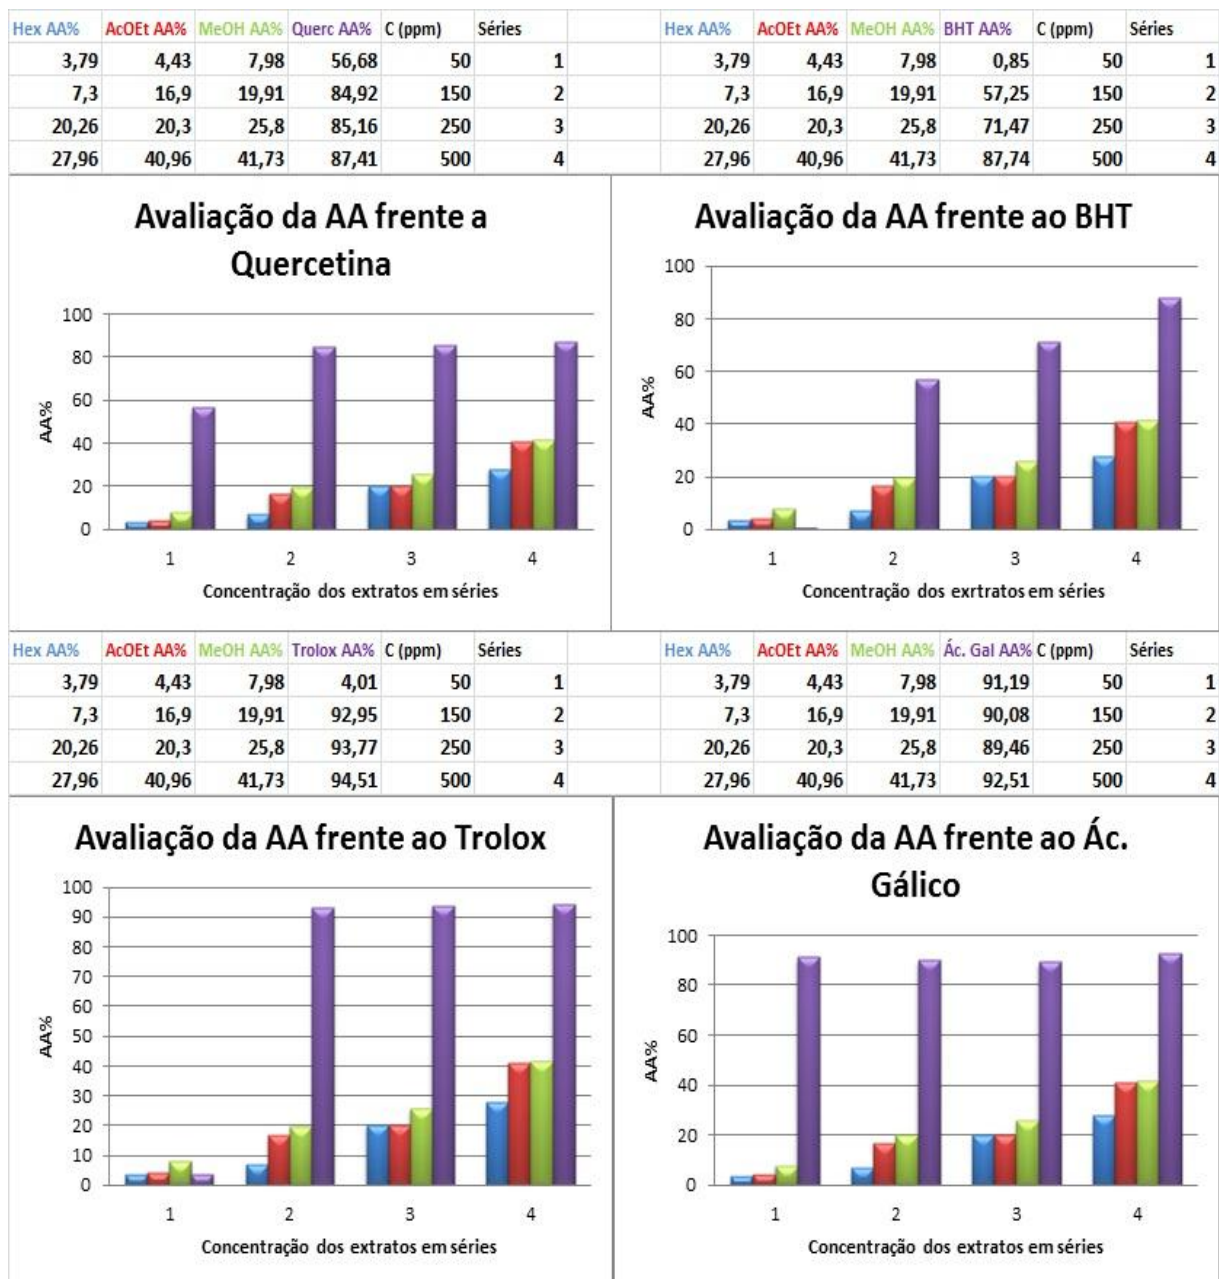 Hex AA% AcOEt AA% MeOH AA% Querc AA% C (ppm) Séries
3,79 4,43 7,98 56,68 50 1
7,3 16,9 19,91 84,92 150 2
20,26 20,3 25,8 85,16 250 3
27,96 40,96 41,73 87,41 500 4
Hex AA% AcOEt AA% MeOH AA% BHT AA% C (ppm) Séries
3,79 4,43 7,98 0,85 50 1
7,3 16,9 19,91 57,25 150 2
20,26 20,3 25,8 71,47 250 3
27,96 40,96 41,73 87,74 500 4
Avaliação da AA frente a
Quercetina
100
80
60
40
20
0
AA%
1 2 3 4
Concentração dos extratos em séries
Avaliação da AA frente ao BHT
100
80
60
40
20
0
AA%
1 2 3 4
Concentração dos exrtratos em séries
Hex AA% AcOEt AA% MeOH AA% Trolox AA% C (ppm) Séries
3,79 4,43 7,98 4,01 50 1
7,3 16,9 19,91 92,95 150 2
20,26 20,3 25,8 93,77 250 3
27,96 40,96 41,73 94,51 500 4
Hex AA% AcOEt AA% MeOH AA% Ác. Gal AA% C (ppm) Séries
3,79 4,43 7,98 91,19 50 1
7,3 16,9 19,91 90,08 150 2
20,26 20,3 25,8 89,46 250 3
27,96 40,96 41,73 92,51 500 4
Avaliação da AA frente ao Trolox
100
90
80
70
60
50
40
30
20
10
0
AA%
1 2 3 4
Concentração dos extratos em séries
Avaliação da AA frente ao Ác.
Gálico
100
80
60
40
20
0
AA%
1 2 3 4
Concentração dos extratos em séries